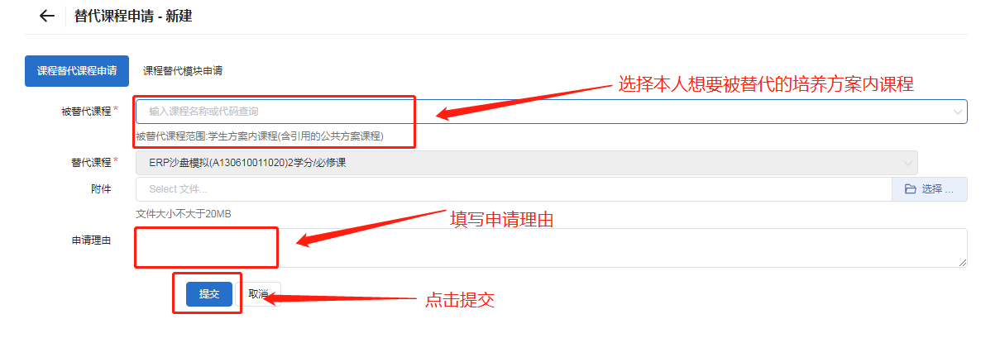 替代课程申请 - 新建
课程替代课程申请 课程替代模块申请
选择本人想要被替代的培养方案内课程
被替代课程 * 输入课程名称或代码查询
被替代课程范围:学生方案内课程(含引用的公共方案课程)
替代课程 * ERP沙盘模拟(A130610011020)2学分/必修课
附件 Select 文件... 选择 ...
文件大小不大于20MB
填写申请理由
申请理由
提交 取消
点击提交